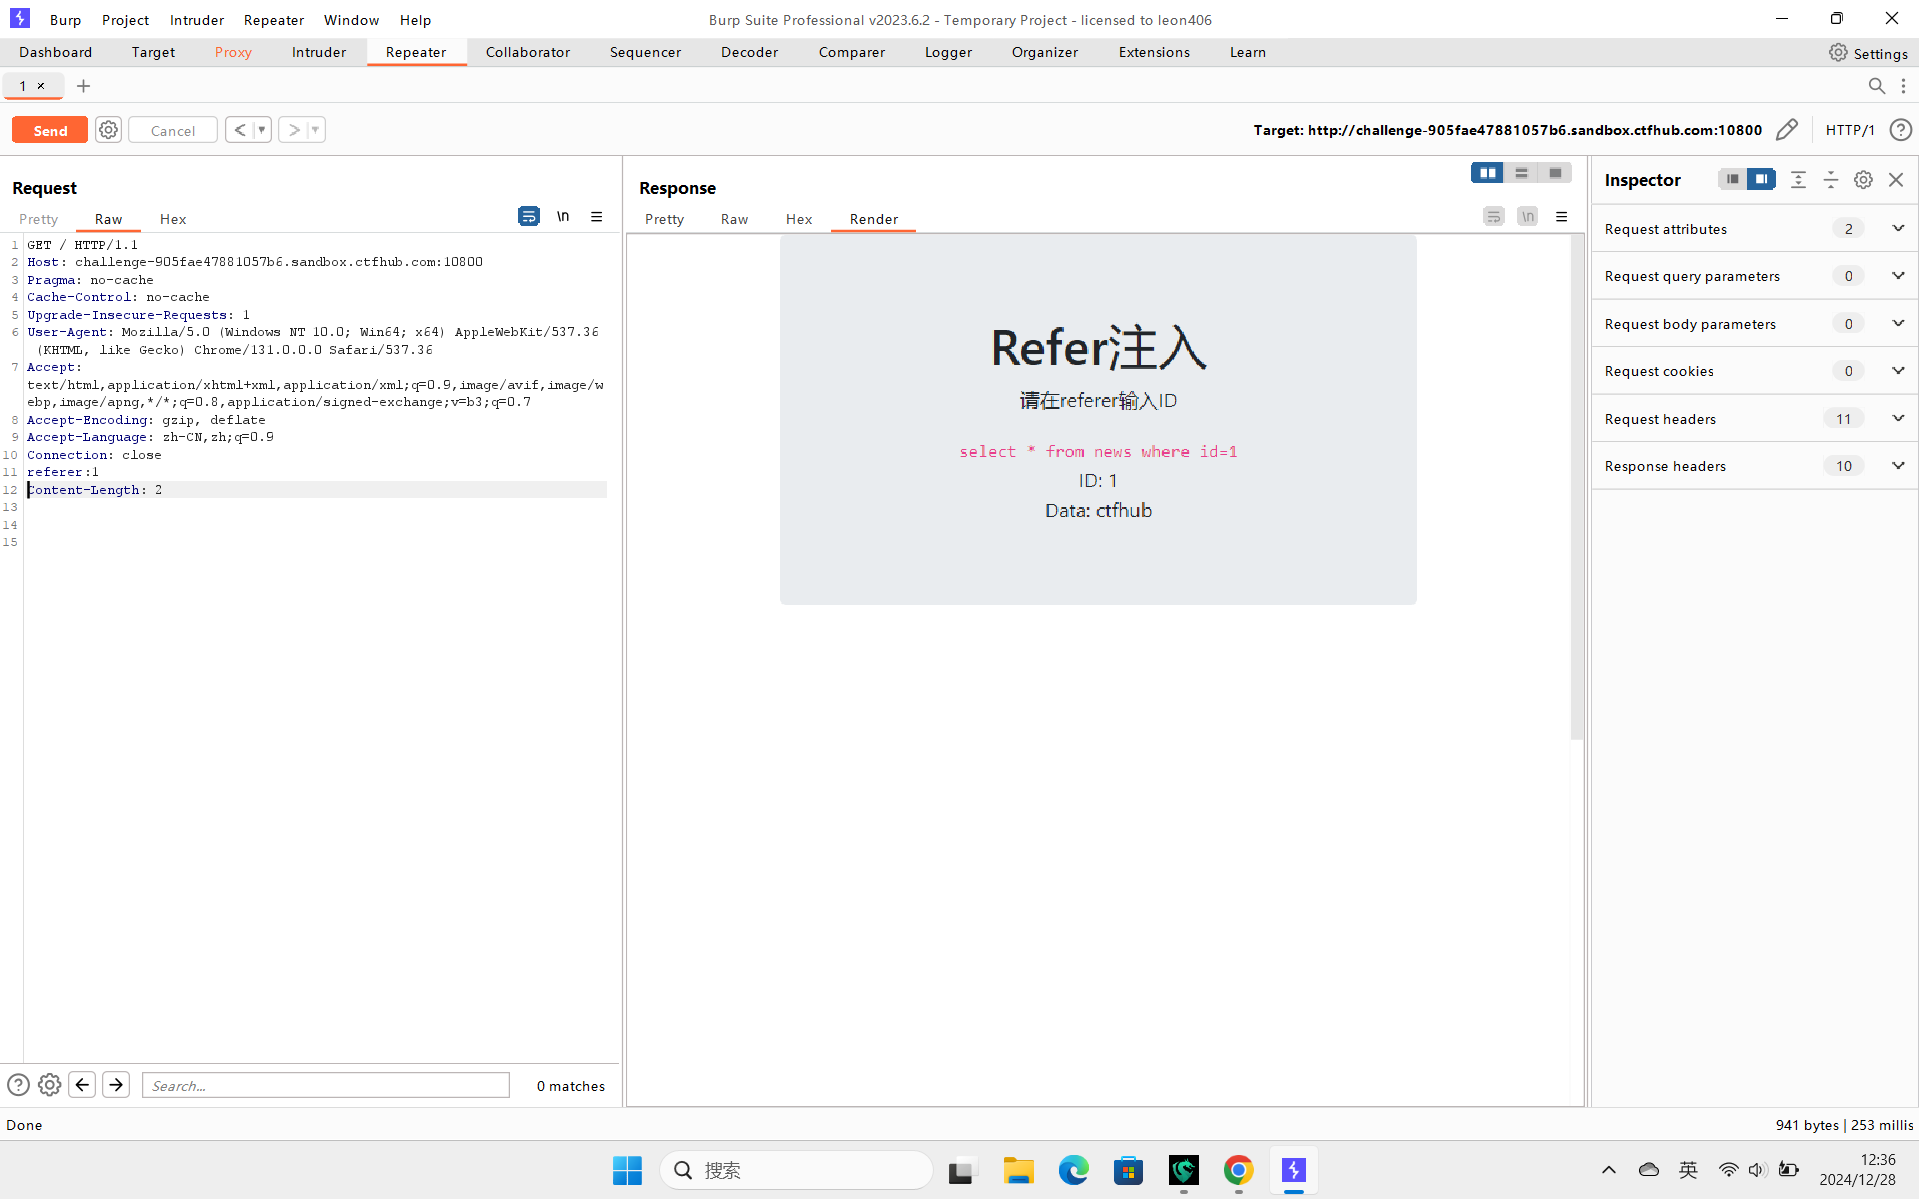 Burp Project Intruder Repeater Window Help Burp Suite Professional v2023.6.2 - Temporary Project - licensed to leon406
Dashboard Target Proxy Intruder Repeater Collaborator Sequencer Decoder Comparer Logger Organizer Extensions Learn Settings
1 × +
Send Cancel < > Target: http://challenge-905fae47881057b6.sandbox.ctfhub.com:10800 HTTP/1
Request
Pretty Raw Hex \n
1 GET / HTTP/1.1
2 Host: challenge-905fae47881057b6.sandbox.ctfhub.com:10800
3 Pragma: no-cache
4 Cache-Control: no-cache
5 Upgrade-Insecure-Requests: 1
6 User-Agent: Mozilla/5.0 (Windows NT 10.0; Win64; x64) AppleWebKit/537.36
(KHTML, like Gecko) Chrome/131.0.0.0 Safari/537.36
7 Accept:
text/html,application/xhtml+xml,application/xml;q=0.9,image/avif,image/w
ebp,image/apng,*/*;q=0.8,application/signed-exchange;v=b3;q=0.7
8 Accept-Encoding: gzip, deflate
9 Accept-Language: zh-CN,zh;q=0.9
10 Connection: close
11 referer:1
12 Content-Length: 2
13
14
15
Search... 0 matches
Response
Pretty Raw Hex Render \n
Refer注入
请在referer输入ID
select * from news where id=1
ID: 1
Data: ctfhub
Inspector
Request attributes 2
Request query parameters 0
Request body parameters 0
Request cookies 0
Request headers 11
Response headers 10
Done 941 bytes | 253 millis
搜索 英 12:36
2024/12/28